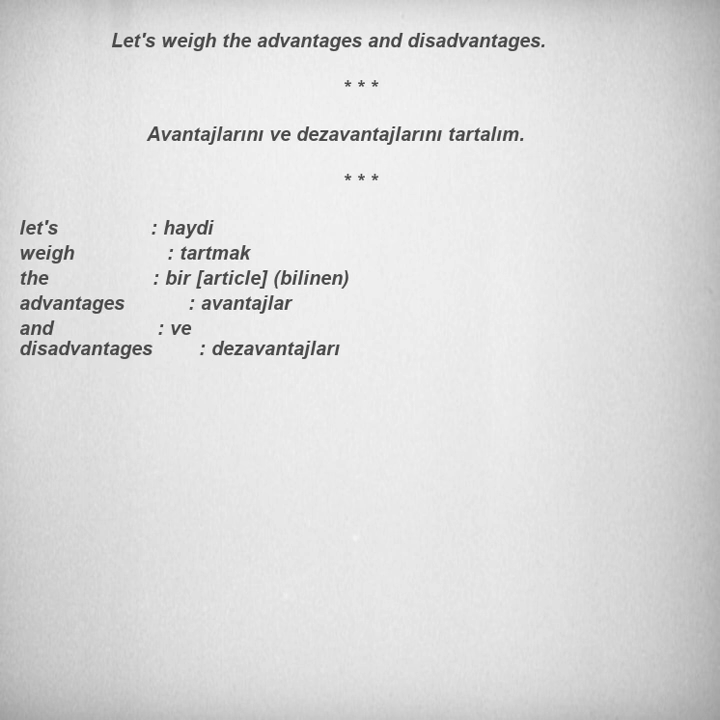 Let's weigh the advantages and disadvantages.
* * *
Avantajlarını ve dezavantajlarını tartalım.
* * *
let's : haydi
weigh : tartmak
the : bir [article] (bilinen)
advantages : avantajlar
and : ve
disadvantages : dezavantajları